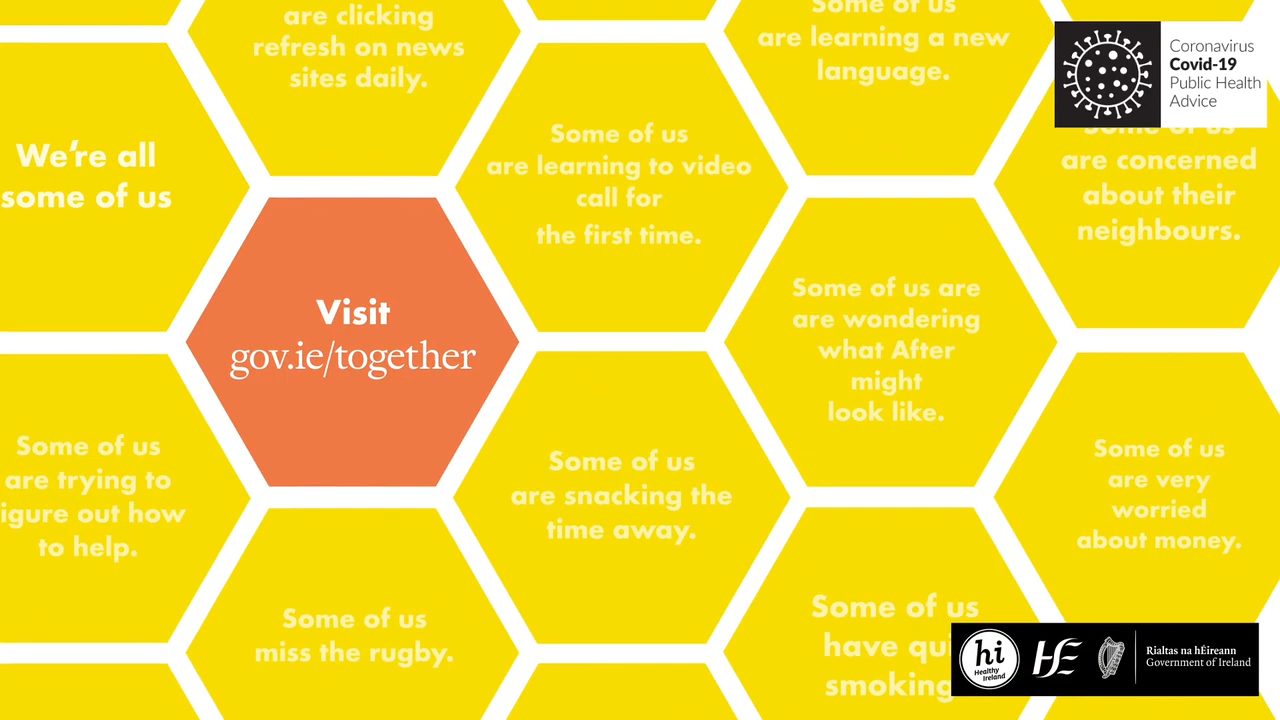 are clicking
refresh on news
sites daily.
Some of us
are learning a new
language.
Coronavirus
Covid-19
Public Health
Advice
We're all
some of us
Some of us
are learning to video
call for
the first time.
Some of us
are concerned
about their
neighbours.
Visit
gov.ie/together
Some of us are
are wondering
what After
might
look like.
Some of us
are trying to
igure out how
to help.
Some of us
are snacking the
time away.
Some of us
are very
worried
about money.
Some of us
miss the rugby.
Some of us
have qui
smoking
hi
Healthy
Ireland
HSE
Rialtas na hÉireann
Government of Ireland